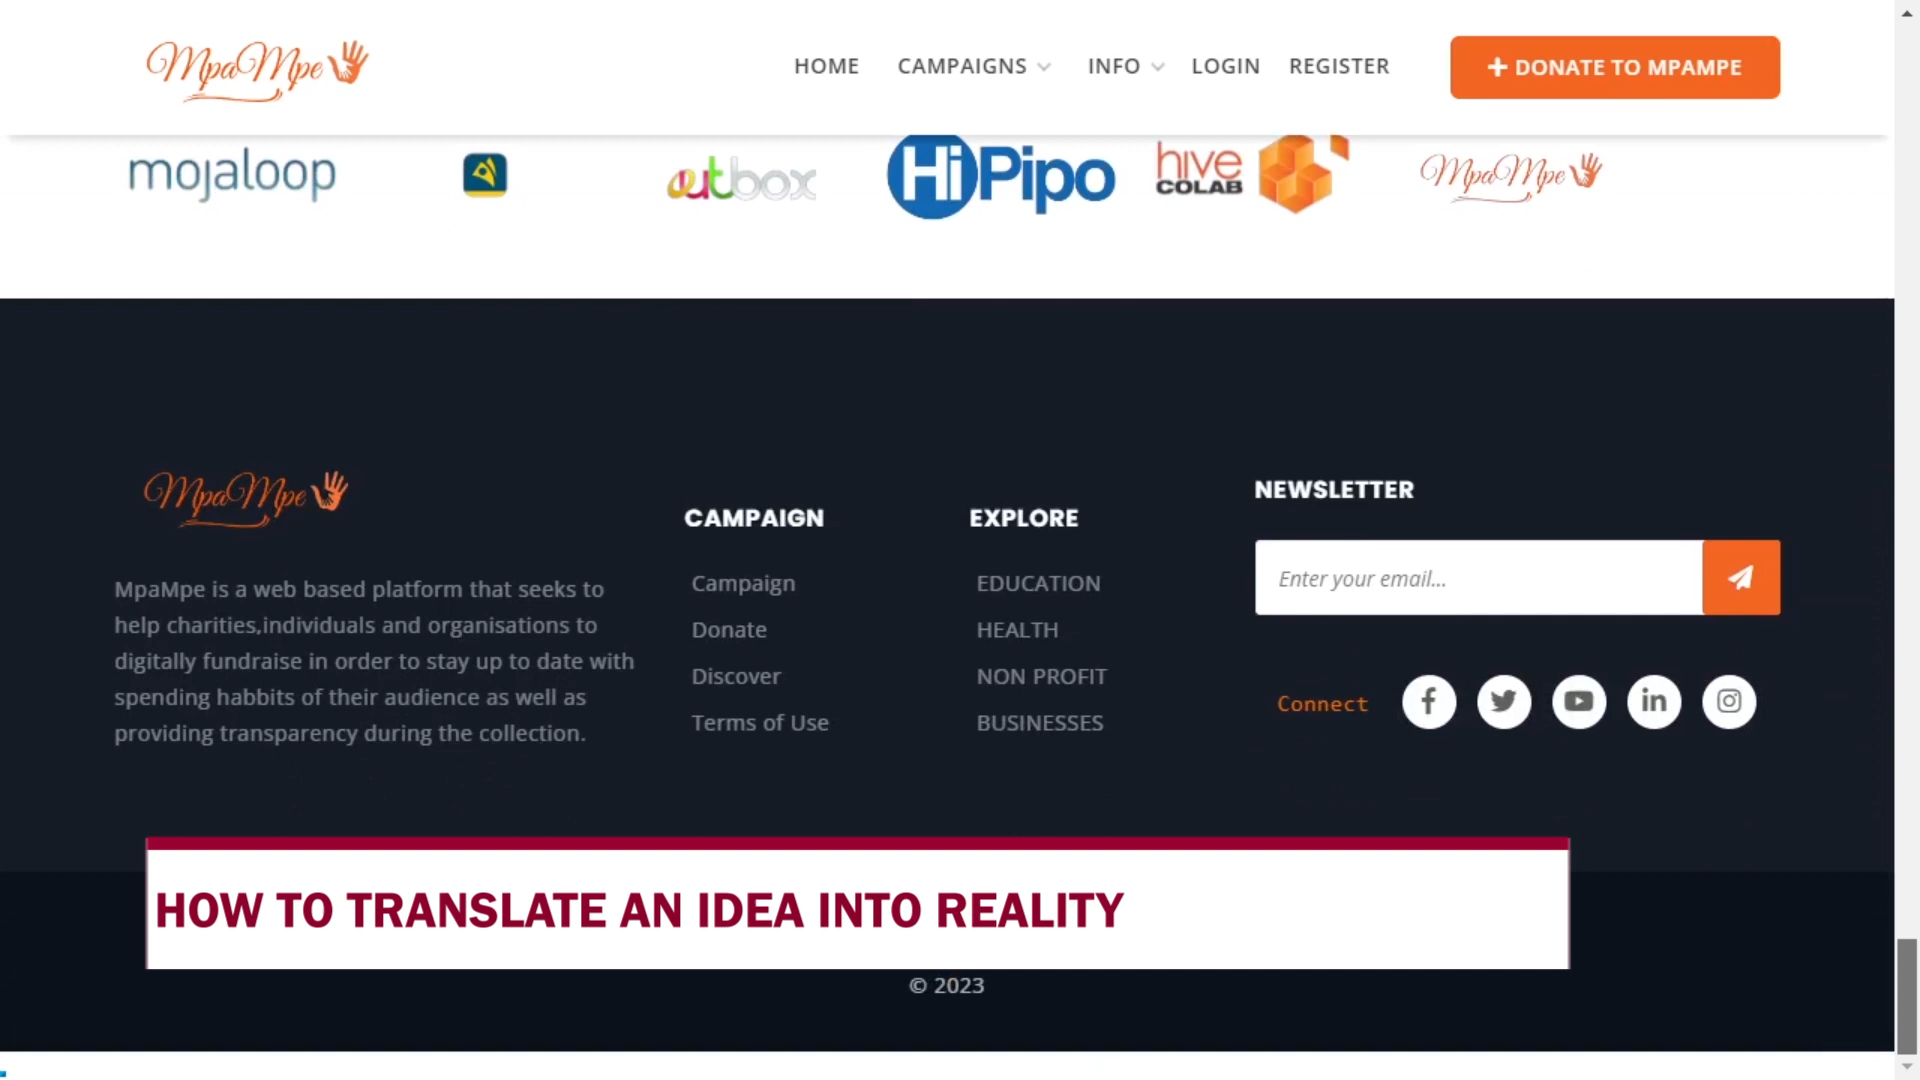 MpaMpe
HOME CAMPAIGNS INFO LOGIN REGISTER + DONATE TO MPAMPE
mojaloop outbox HiPipo hive COLAB MpaMpe
MpaMpe
MpaMpe is a web based platform that seeks to
help charities,individuals and organisations to
digitally fundraise in order to stay up to date with
spending habbits of their audience as well as
providing transparency during the collection.
CAMPAIGN
Campaign
Donate
Discover
Terms of Use
EXPLORE
EDUCATION
HEALTH
NON PROFIT
BUSINESSES
NEWSLETTER
Enter your email...
Connect
HOW TO TRANSLATE AN IDEA INTO REALITY
© 2023